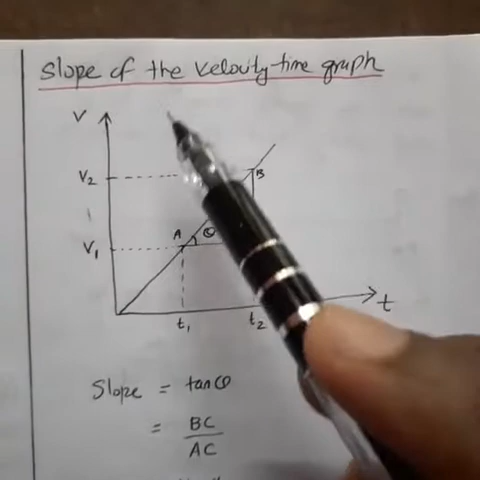 Slope of the velocity time graph
V
V₂
B
V₁
A
θ
t
t₁
t₂
Slope = tanθ
= BC
AC